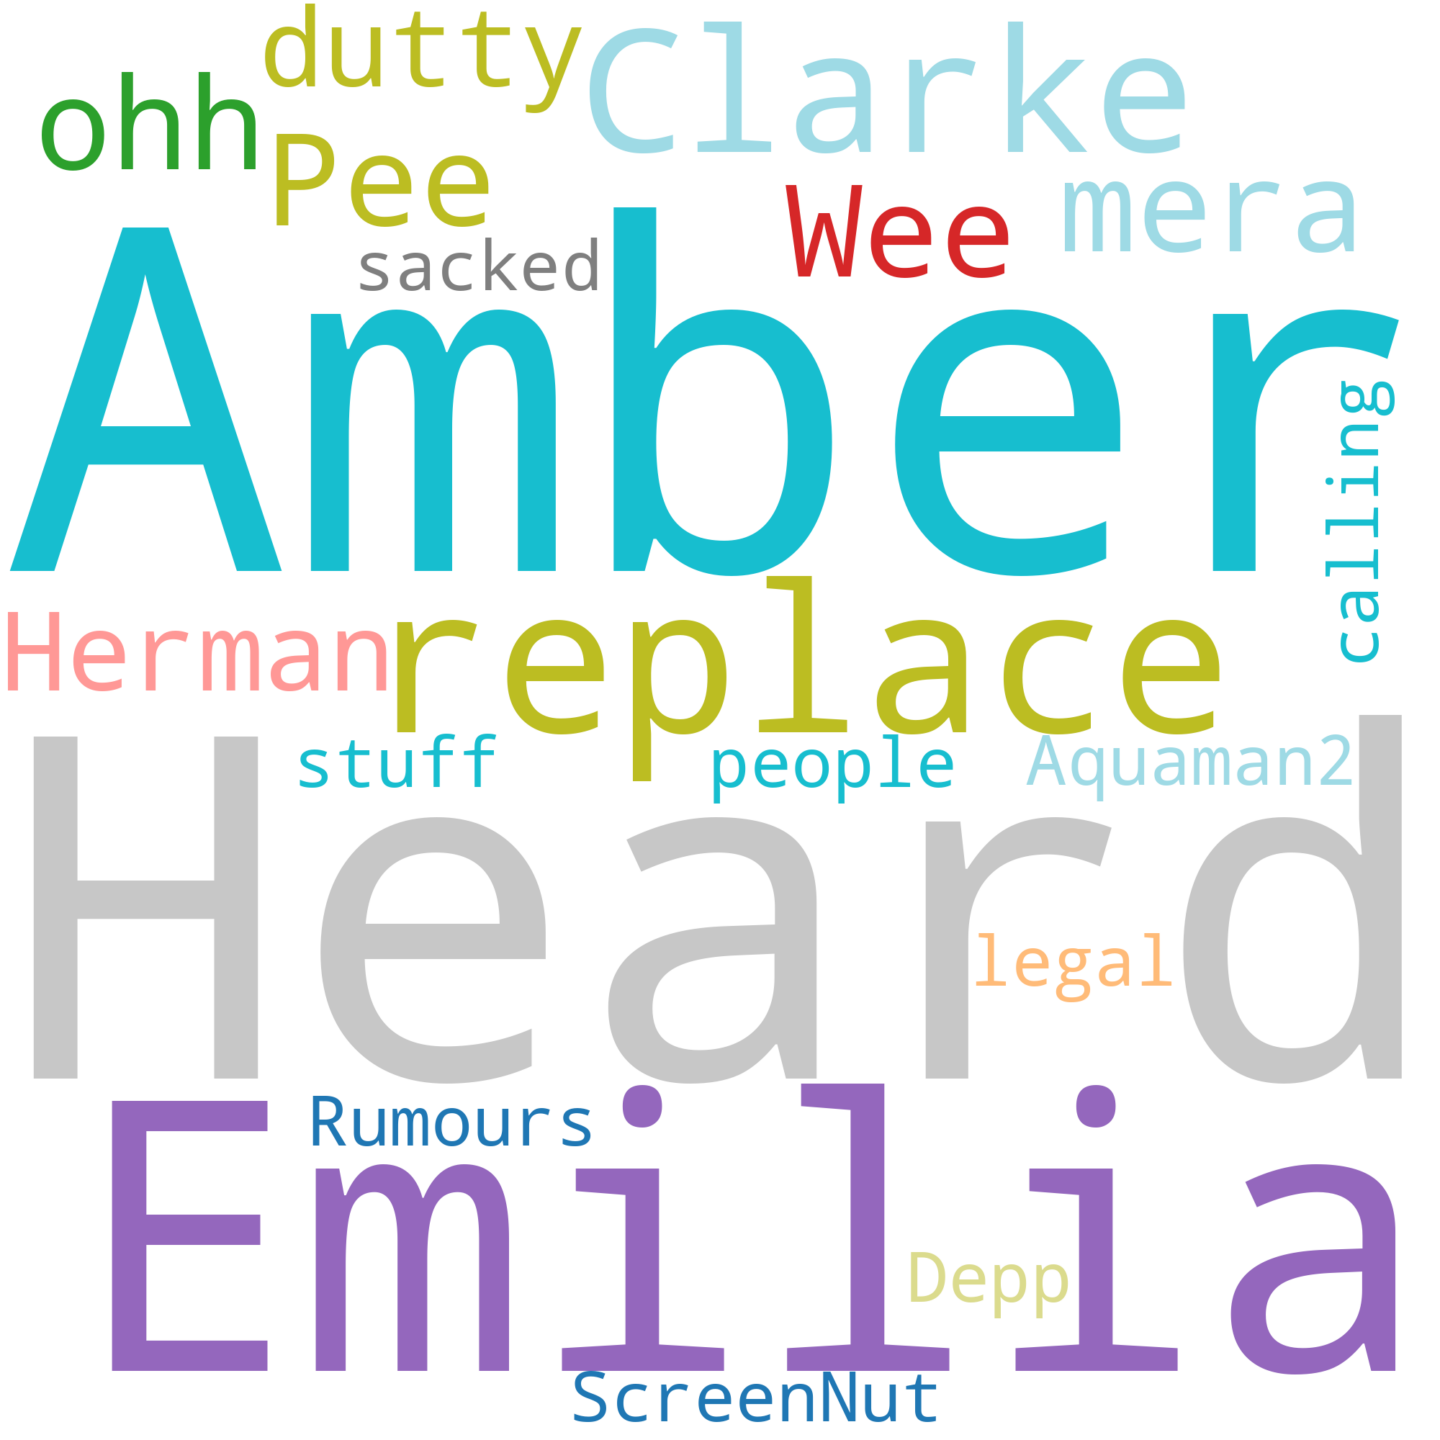 dutty
Clarke
ohh
Pee
Wee
mera
sacked
Amber
calling
Herman
replace
stuff
people
Aquaman2
Heard
legal
Rumours
Emilia
Depp
ScreenNut